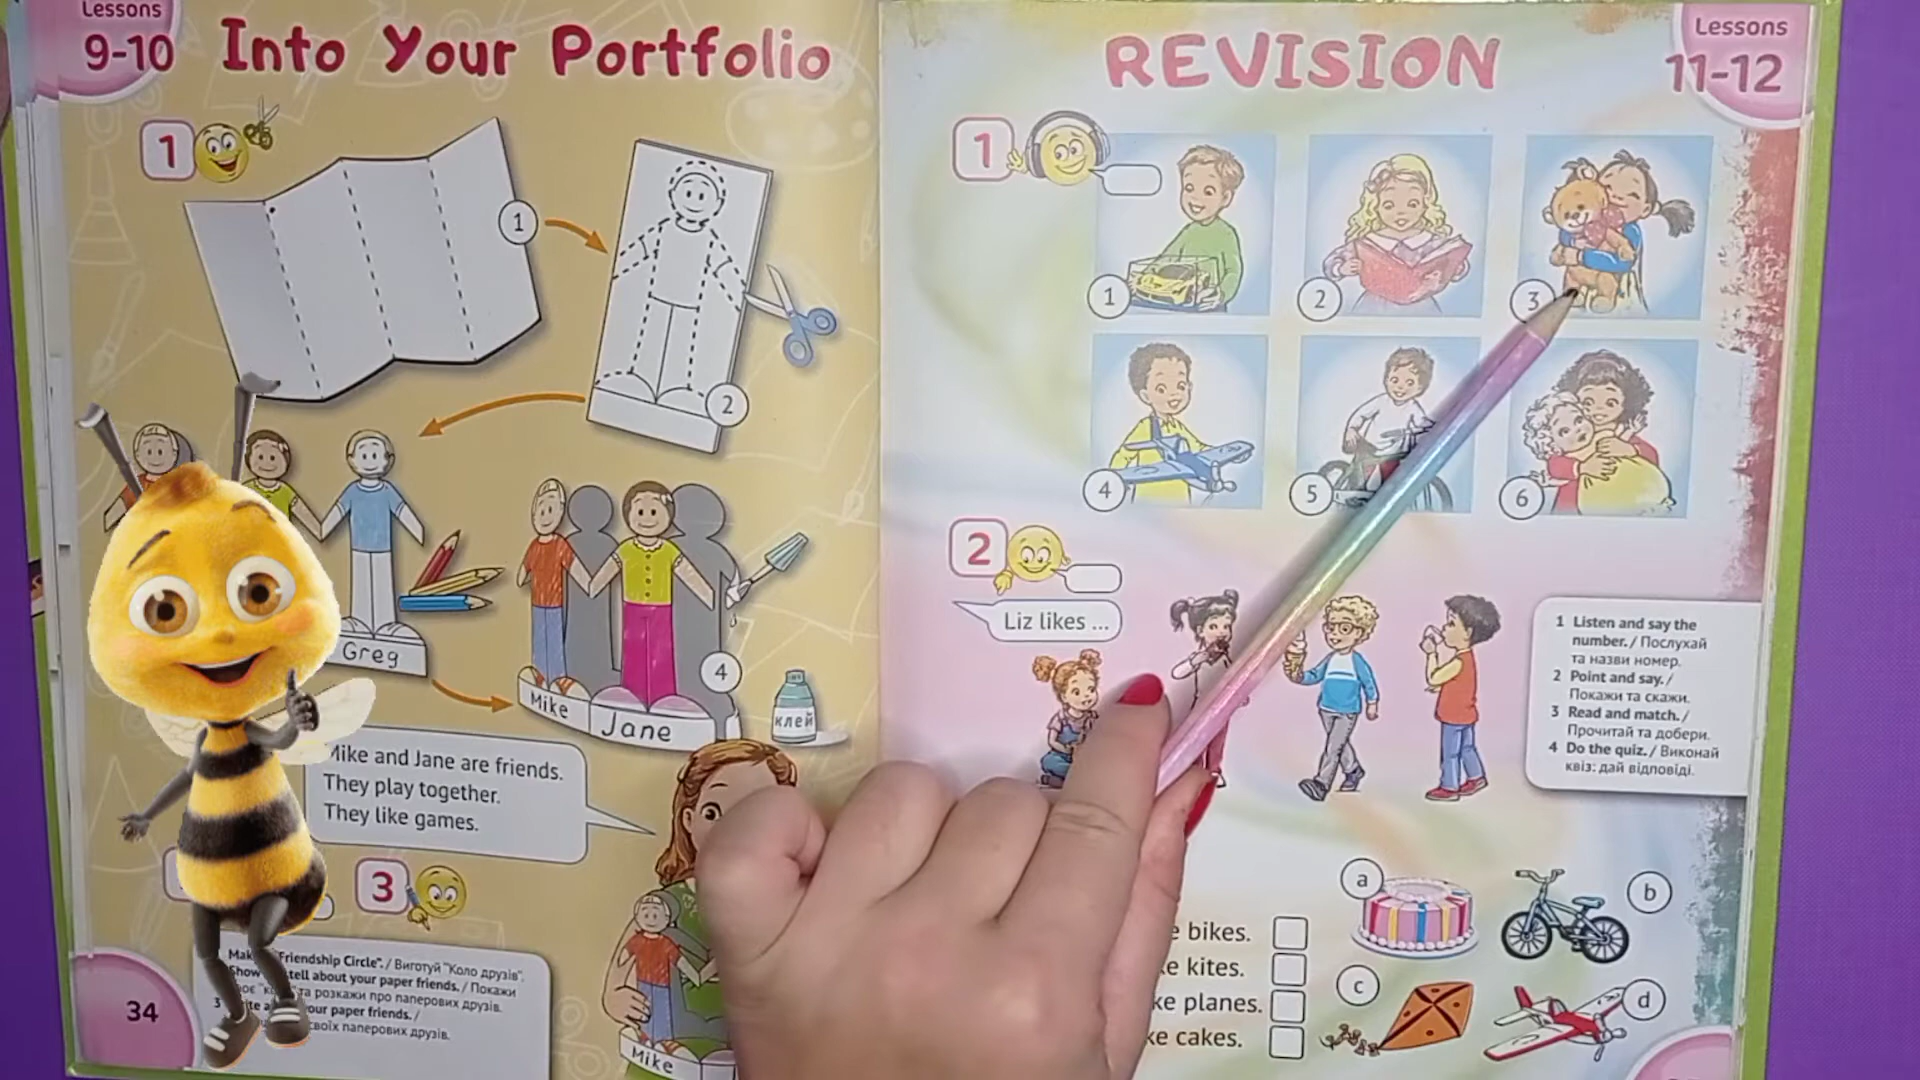 Lessons
9-10
Into Your Portfolio
1
1
2
Greg
Mike
Jane
4
клей
Mike and Jane are friends.
They play together.
They like games.
3
Friendship Circle". / Виготуй "Коло друзів".
tell about your paper friends. / Покажи
та розкажи про паперових друзів.
3
your paper friends. /
своїх паперових друзів.
34
Mike
REVISION
Lessons
11-12
1
1
2
3
4
5
6
2
Liz likes ...
1 Listen and say the
number. / Послухай
та назви номер.
2 Point and say. /
Покажи та скажи.
3 Read and match. /
Прочитай та добери.
4 Do the quiz. / Виконай
квіз: дай відповіді.
bikes.
kites.
planes.
cakes.
a
b
c
d